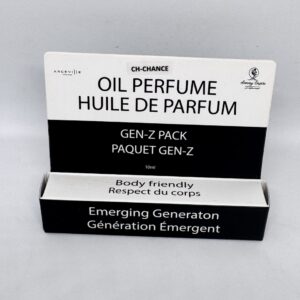 ANGEVILLE
CH-CHANCE
OIL PERFUME
HUILE DE PARFUM
GEN-Z PACK
PAQUET GEN-Z
10ml
Body friendly
Respect du corps
Emerging Generaton
Génération Émergent